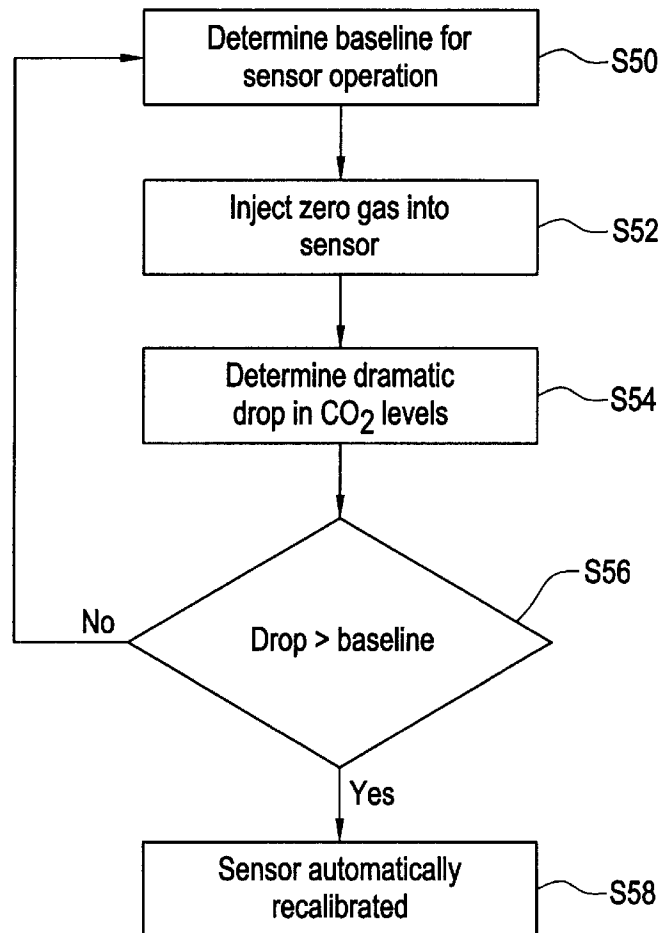 Determine baseline for
sensor operation
S50
Inject zero gas into
sensor
S52
Determine dramatic
drop in CO2 levels
S54
S56
No
Drop > baseline
Yes
Sensor automatically
recalibrated
S58